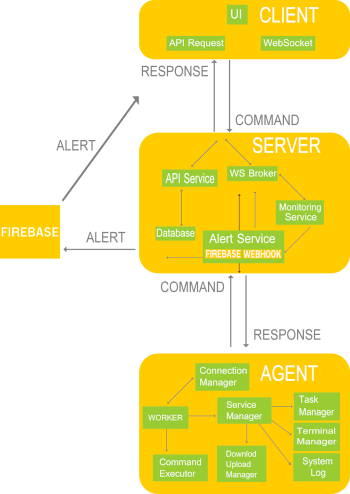 UI
CLIENT
API Request
WebSocket
RESPONSE
COMMAND
ALERT
SERVER
API Service
WS Broker
Monitoring
Service
FIREBASE
ALERT
Database
Alert Service
FIREBASE WEBHOOK
COMMAND
RESPONSE
AGENT
Connection
Manager
WORKER
Service
Manager
Task
Manager
Terminal
Manager
Command
Executor
Downlod
Upload
Manager
System
Log